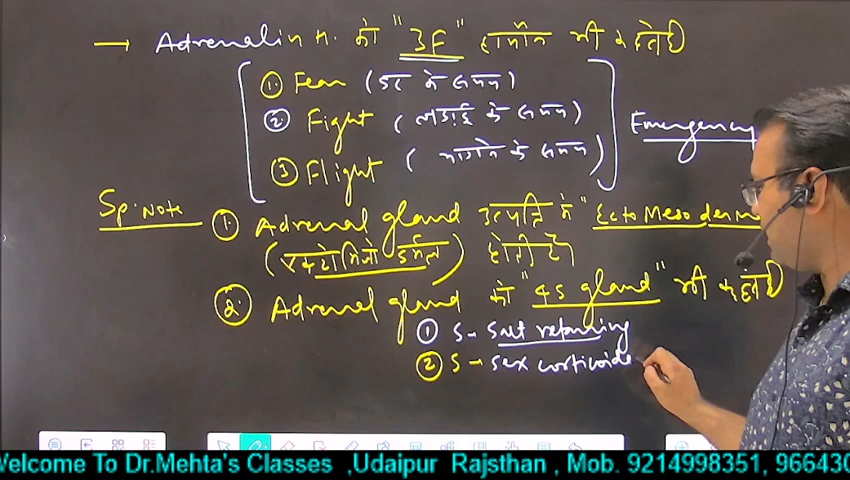 → Adrenalin H. को "3F" हार्मोन भी कहते है
① Fear (डर के समय)
② Fight (लडाई के समय)
③ Flight (भागने के समय)
Emergency
Sp. Note ① Adrenal gland उत्पत्ति में "Ecto Meso derm
(एक्टोमिजोडर्मल) होती है।
② Adrenal gland को "4S gland" भी कहते है
① S - Salt retaining
② S - Sex corticoide
Welcome To Dr.Mehta's Classes ,Udaipur Rajsthan , Mob. 9214998351, 966430